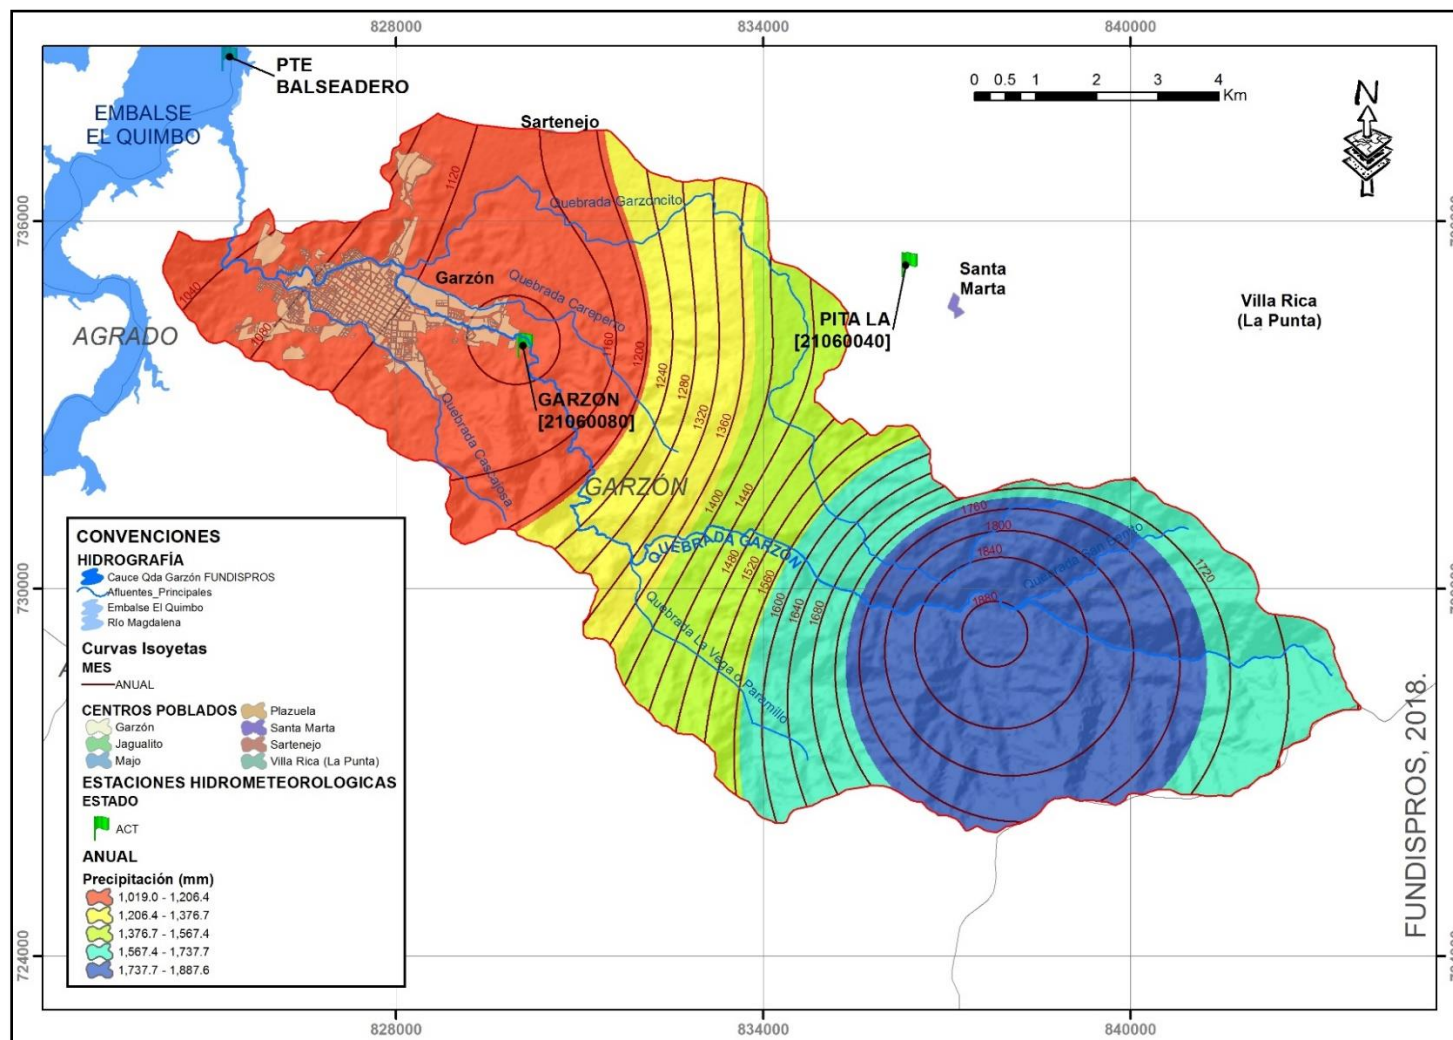 828000
834000
840000
PTE
BALSEADERO
0 0.5 1 2 3 4
Km
N
EMBALSE
EL QUIMBO
Sartenejo
1120
Quebrada Garzoncito
736000
Garzón
Quebrada Careperro
Santa
Marta
PITA LA
[21060040]
Villa Rica
(La Punta)
1040
1080
AGRADO
1160
1200
1240
1280
1320
1360
GARZON
[21060080]
Quebrada Cascajosa
GARZÓN
1400
1440
1480
1520
1560
1600
1640
1680
QUEBRADA GARZÓN
1760
1800
1840
1880
1720
Quebrada San Benito
730000
Quebrada La Vega o Paramillo
CONVENCIONES
HIDROGRAFÍA
Cauce Qda Garzón FUNDISPROS
Afluentes_Principales
Embalse El Quimbo
Río Magdalena
Curvas Isoyetas
MES
ANUAL
CENTROS POBLADOS
Garzón
Jagualito
Majo
Plazuela
Santa Marta
Sartenejo
Villa Rica (La Punta)
ESTACIONES HIDROMETEOROLOGICAS
ESTADO
ACT
ANUAL
Precipitación (mm)
1,019.0 - 1,206.4
1,206.4 - 1,376.7
1,376.7 - 1,567.4
1,567.4 - 1,737.7
1,737.7 - 1,887.6
FUNDISPROS, 2018.
724000
828000
834000
840000